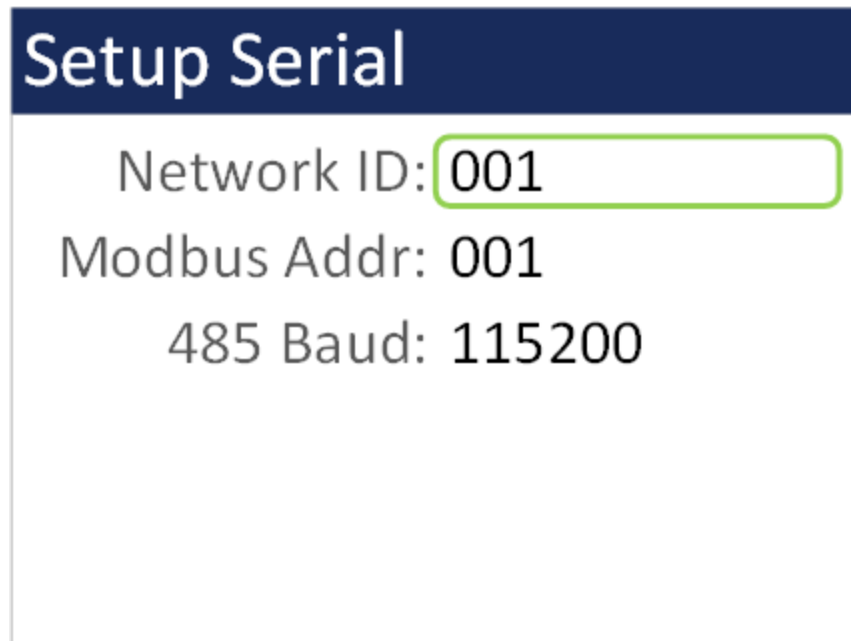 Setup Serial
Network ID: 001
Modbus Addr: 001
485 Baud: 115200